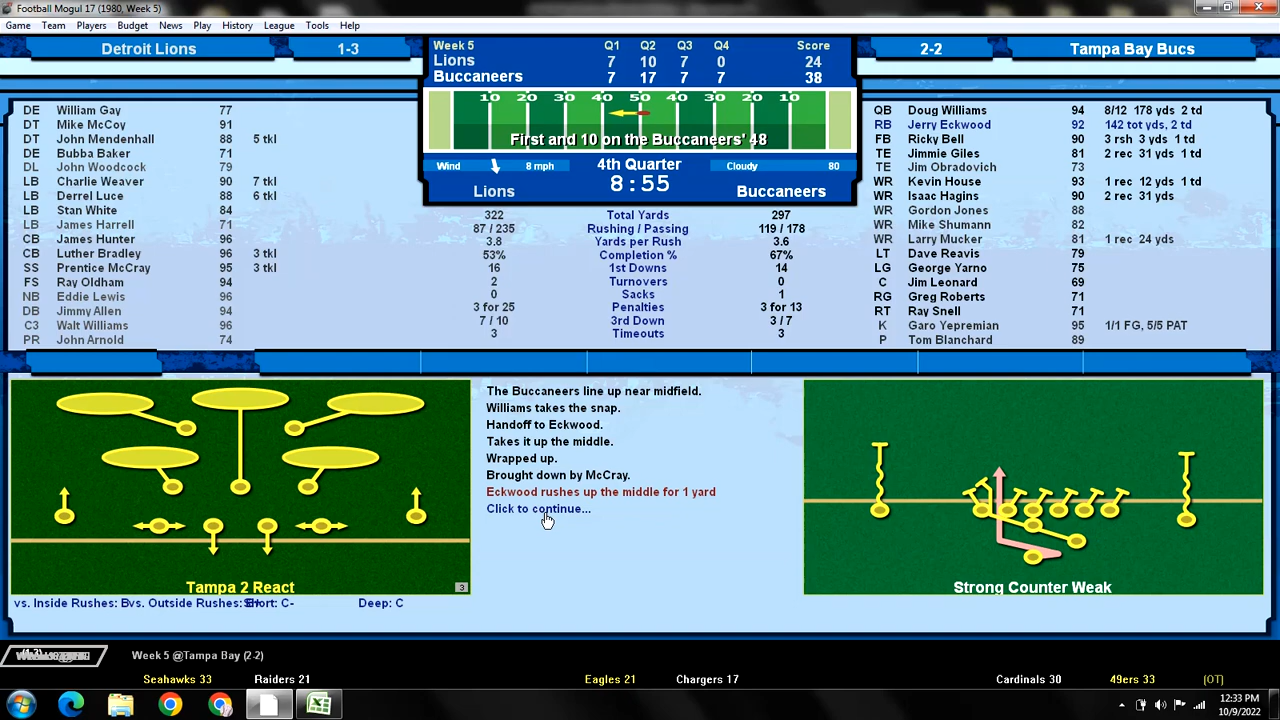 Football Mogul 17 (1980, Week 5)
Game Team Players Budget News Play History League Tools Help
Detroit Lions 1-3
Week 5 Q1 Q2 Q3 Q4 Score
Lions 7 10 7 0 24
Buccaneers 7 17 7 7 38
2-2 Tampa Bay Bucs
10 20 30 40 50 40 30 20 10
First and 10 on the Buccaneers' 48
Wind 8 mph 4th Quarter Cloudy 80
8:55
Lions Buccaneers
322 Total Yards 297
87 / 235 Rushing / Passing 119 / 178
3.8 Yards per Rush 3.6
53% Completion % 67%
16 1st Downs 14
2 Turnovers 0
0 Sacks 1
3 for 25 Penalties 3 for 13
7 / 10 3rd Down 3 / 7
3 Timeouts 3
DE William Gay 77
DT Mike McCoy 91
DT John Mendenhall 88 5 tkl
DE Bubba Baker 71
DL John Woodcock 79
LB Charlie Weaver 90 7 tkl
LB Derrel Luce 88 6 tkl
LB Stan White 84
LB James Harrell 71
CB James Hunter 96
CB Luther Bradley 96 3 tkl
SS Prentice McCray 95 3 tkl
FS Ray Oldham 94
NB Eddie Lewis 96
DB Jimmy Allen 94
C3 Walt Williams 96
PR John Arnold 74
QB Doug Williams 94 8/12 178 yds 2 td
RB Jerry Eckwood 92 142 tot yds, 2 td
FB Ricky Bell 90 3 rsh 3 yds 1 td
TE Jimmie Giles 81 2 rec 31 yds 1 td
TE Jim Obradovich 73
WR Kevin House 93 1 rec 12 yds 1 td
WR Isaac Hagins 90 2 rec 31 yds
WR Gordon Jones 88
WR Mike Shumann 82
WR Larry Mucker 81 1 rec 24 yds
LT Dave Reavis 79
LG George Yarno 75
C Jim Leonard 69
RG Greg Roberts 71
RT Ray Snell 71
K Garo Yepremian 95 1/1 FG, 5/5 PAT
P Tom Blanchard 89
The Buccaneers line up near midfield.
Williams takes the snap.
Handoff to Eckwood.
Takes it up the middle.
Wrapped up.
Brought down by McCray.
Eckwood rushes up the middle for 1 yard
Click to continue...
Tampa 2 React 3
vs. Inside Rushes: B vs. Outside Rushes: Short: C- Deep: C
Strong Counter Weak
Week 5 @Tampa Bay (2-2)
Seahawks 33 Raiders 21 Eagles 21 Chargers 17 Cardinals 30 49ers 33 (OT)
12:33 PM
10/9/2022